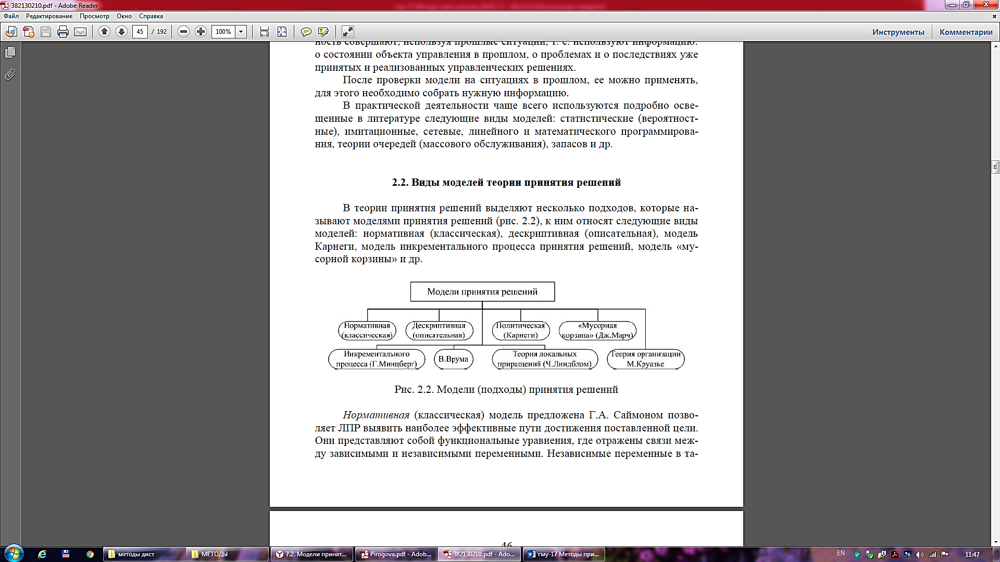 382130210.pdf - Adobe Reader
Файл Редактирование Просмотр Окно Справка
45 / 192 100% Инструменты Комментарии
ность совершают, используя прошлые ситуации, т. е. используют информацию:
о состоянии объекта управления в прошлом, о проблемах и о последствиях уже
принятых и реализованных управленческих решениях.
После проверки модели на ситуациях в прошлом, ее можно применять,
для этого необходимо собрать нужную информацию.
В практической деятельности чаще всего используются подробно осве-
щенные в литературе следующие виды моделей: статистические (вероятност-
ные), имитационные, сетевые, линейного и математического программирова-
ния, теории очередей (массового обслуживания), запасов и др.
2.2. Виды моделей теории принятия решений
В теории принятия решений выделяют несколько подходов, которые на-
зывают моделями принятия решений (рис. 2.2), к ним относят следующие виды
моделей: нормативная (классическая), дескриптивная (описательная), модель
Карнеги, модель инкрементального процесса принятия решений, модель «му-
сорной корзины» и др.
Модели принятия решений
Нормативная
(классическая)
Дескриптивная
(описательная)
Политическая
(Карнеги)
«Мусорная
корзина» (Дж.Марч)
Инкрементального
процесса (Г.Минцберг)
В.Врума
Теория локальных
приращений (Ч.Линдблом)
Теория организации
М.Круазье
Рис. 2.2. Модели (подходы) принятия решений
Нормативная (классическая) модель предложена Г.А. Саймоном позво-
ляет ЛПР выявить наиболее эффективные пути достижения поставленной цели.
Они представляют собой функциональные уравнения, где отражены связи меж-
ду зависимыми и независимыми переменными. Независимые переменные в та-
46
методы дист МЕТОДЫ 7.2. Модели принят... Pirogova.pdf - Adob... 382130210.pdf - Ado... гму-17 Методы при... EN 11:47